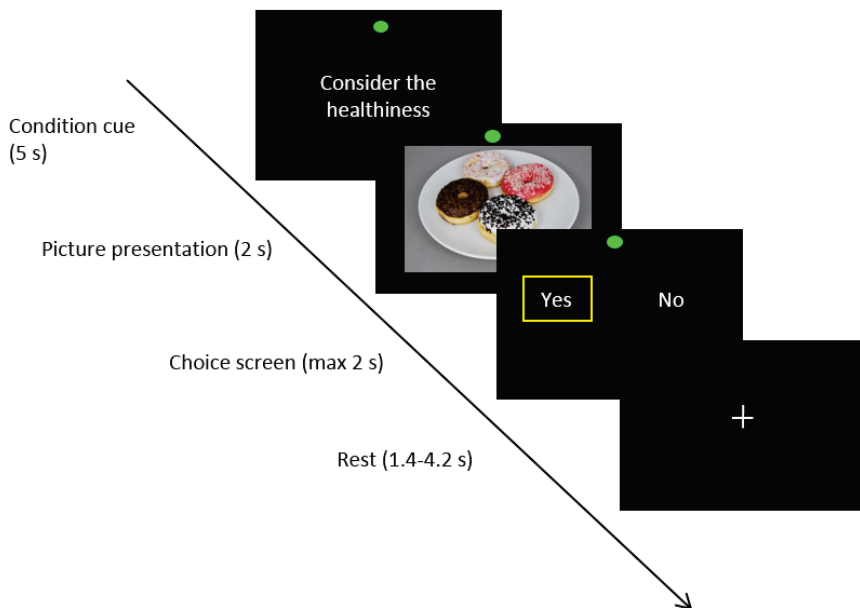 Consider the
healthiness
Condition cue
(5 s)
Picture presentation (2 s)
Yes
No
Choice screen (max 2 s)
Rest (1.4-4.2 s)